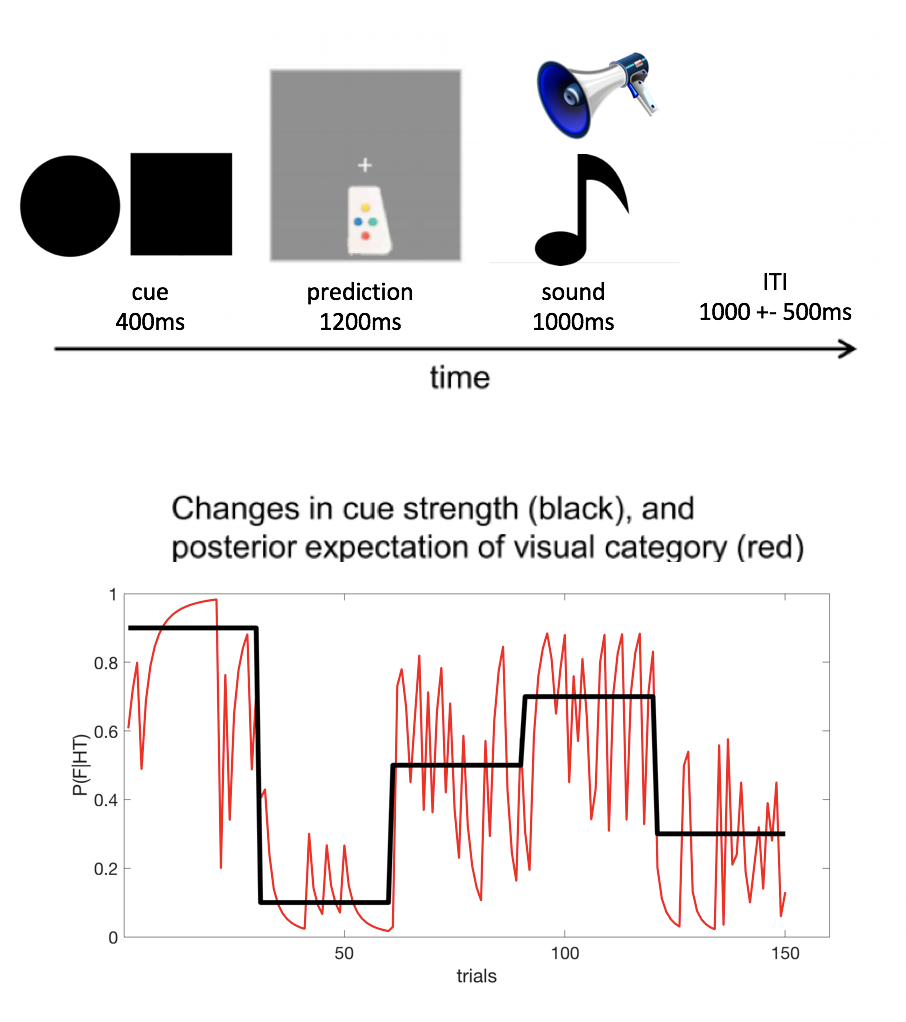 cue
400ms
prediction
1200ms
sound
1000ms
ITI
1000 +- 500ms
time
Changes in cue strength (black), and
posterior expectation of visual category (red)
P(F|HT)
1
0.8
0.6
0.4
0.2
0
50
100
150
trials